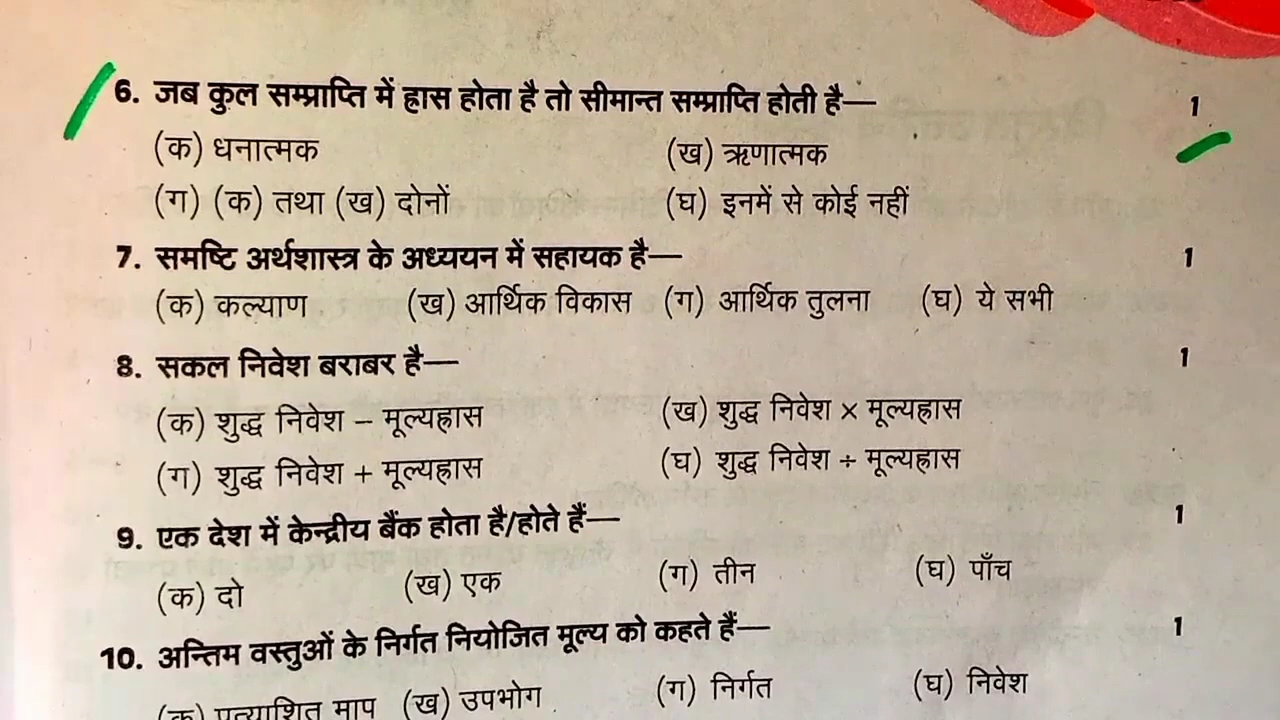 6. जब कुल सम्प्राप्ति में ह्रास होता है तो सीमान्त सम्प्राप्ति होती है— 1
(क) धनात्मक (ख) ऋणात्मक
(ग) (क) तथा (ख) दोनों (घ) इनमें से कोई नहीं
7. समष्टि अर्थशास्त्र के अध्ययन में सहायक है— 1
(क) कल्याण (ख) आर्थिक विकास (ग) आर्थिक तुलना (घ) ये सभी
8. सकल निवेश बराबर है— 1
(क) शुद्ध निवेश – मूल्यह्रास (ख) शुद्ध निवेश × मूल्यह्रास
(ग) शुद्ध निवेश + मूल्यह्रास (घ) शुद्ध निवेश ÷ मूल्यह्रास
9. एक देश में केन्द्रीय बैंक होता है/होते हैं— 1
(क) दो (ख) एक (ग) तीन (घ) पाँच
10. अन्तिम वस्तुओं के निर्गत नियोजित मूल्य को कहते हैं— 1
(क) प्रत्याशित माप (ख) उपभोग (ग) निर्गत (घ) निवेश